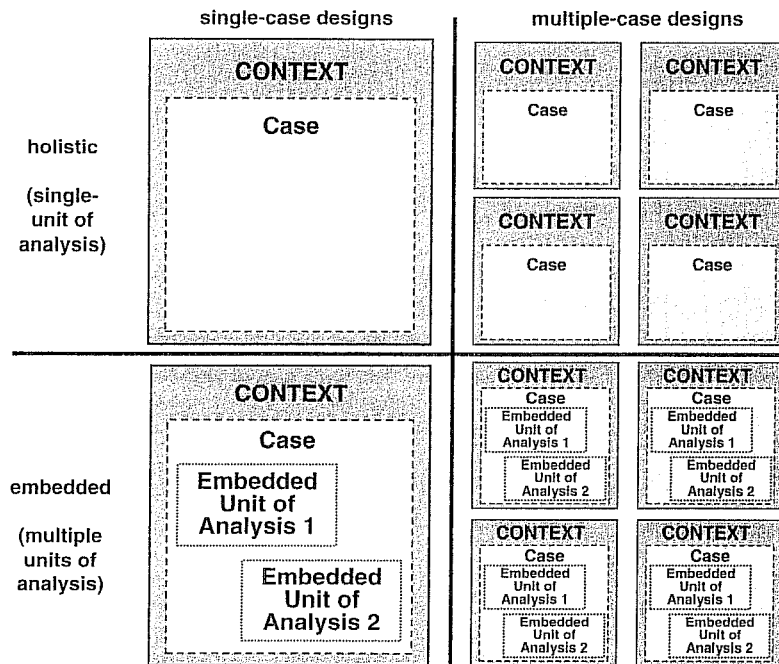 single-case designs
multiple-case designs
holistic
(single-
unit of
analysis)
CONTEXT
Case
CONTEXT
Case
CONTEXT
Case
CONTEXT
Case
CONTEXT
Case
embedded
(multiple
units of
analysis)
CONTEXT
Case
Embedded
Unit of
Analysis 1
Embedded
Unit of
Analysis 2
CONTEXT
Case
Embedded
Unit of
Analysis 1
Embedded
Unit of
Analysis 2
CONTEXT
Case
Embedded
Unit of
Analysis 1
Embedded
Unit of
Analysis 2
CONTEXT
Case
Embedded
Unit of
Analysis 1
Embedded
Unit of
Analysis 2
CONTEXT
Case
Embedded
Unit of
Analysis 1
Embedded
Unit of
Analysis 2